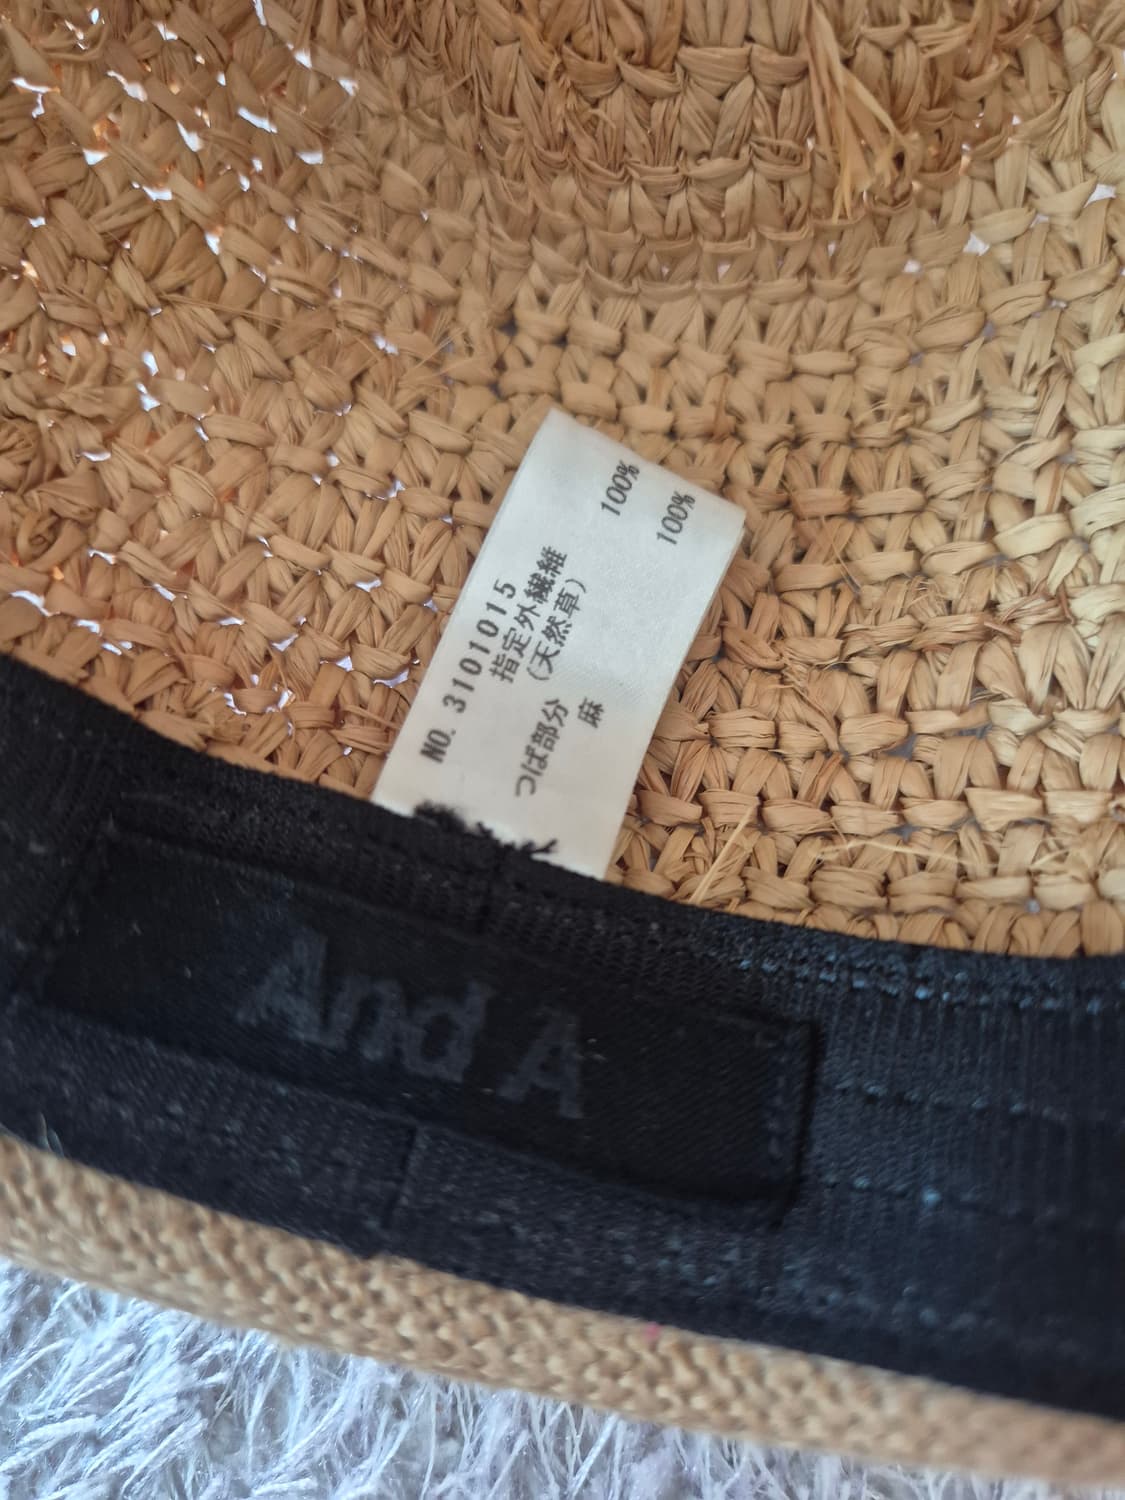 NO. 3101015
指定外繊維 100%
(天然草)
つば部分
麻 100%
And A